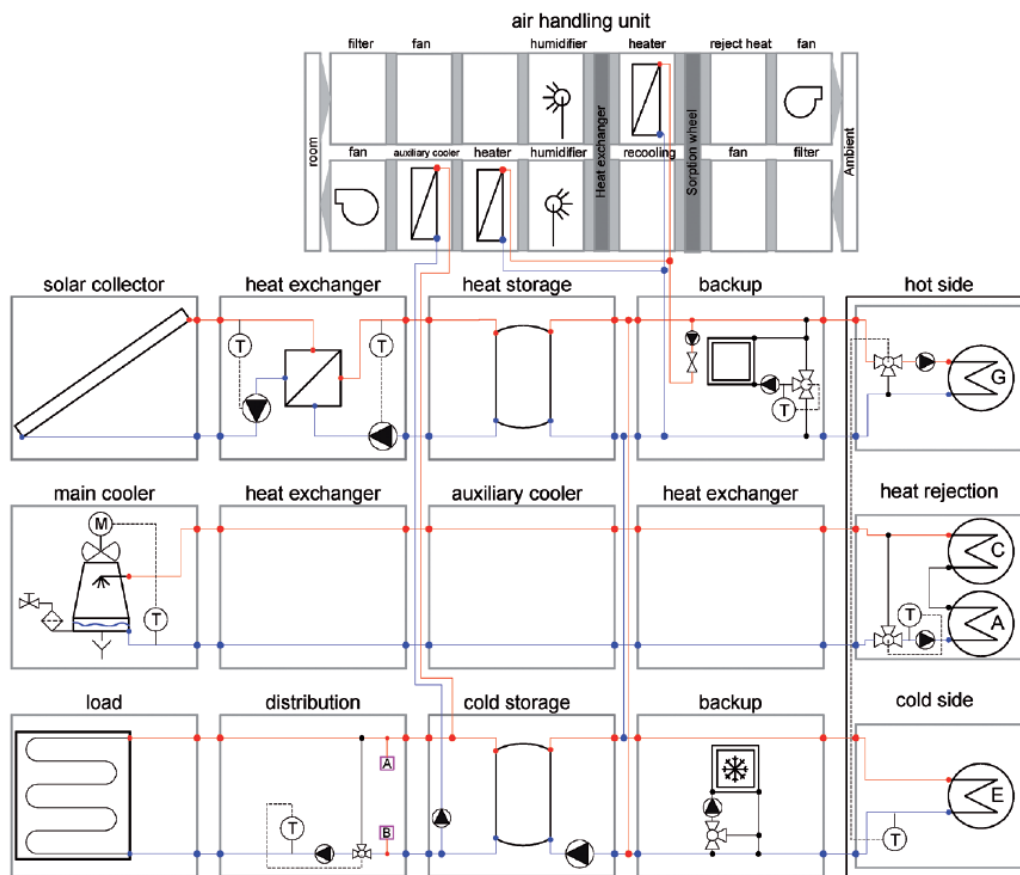 air handling unit
filter fan humidifier heater reject heat fan
room
Heat exchanger
Sorption wheel
Ambient
fan auxiliary cooler heater humidifier recooling fan filter
solar collector heat exchanger heat storage backup hot side
T T T G
main cooler heat exchanger auxiliary cooler heat exchanger heat rejection
M
C
T T A
load distribution cold storage backup cold side
A
T B E
T